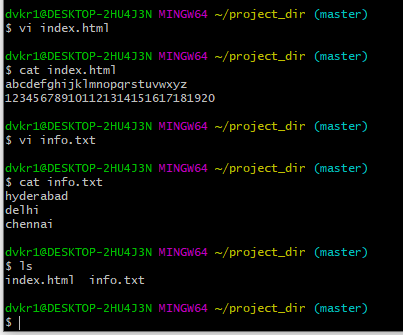 dvkr1@DESKTOP-2HU4J3N MINGW64 ~/project_dir (master)
$ vi index.html
dvkr1@DESKTOP-2HU4J3N MINGW64 ~/project_dir (master)
$ cat index.html
abcdefghijklmnopqrstuvwxyz
1234567891011121314151617181920
dvkr1@DESKTOP-2HU4J3N MINGW64 ~/project_dir (master)
$ vi info.txt
dvkr1@DESKTOP-2HU4J3N MINGW64 ~/project_dir (master)
$ cat info.txt
hyderabad
delhi
chennai
dvkr1@DESKTOP-2HU4J3N MINGW64 ~/project_dir (master)
$ ls
index.html  info.txt
dvkr1@DESKTOP-2HU4J3N MINGW64 ~/project_dir (master)
$